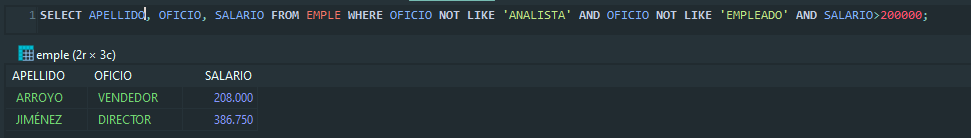 1 SELECT APELLIDO, OFICIO, SALARIO FROM EMPLE WHERE OFICIO NOT LIKE 'ANALISTA' AND OFICIO NOT LIKE 'EMPLEADO' AND SALARIO>200000;
emple (2r × 3c)
APELLIDO OFICIO SALARIO
ARROYO VENDEDOR 208.000
JIMÉNEZ DIRECTOR 386.750